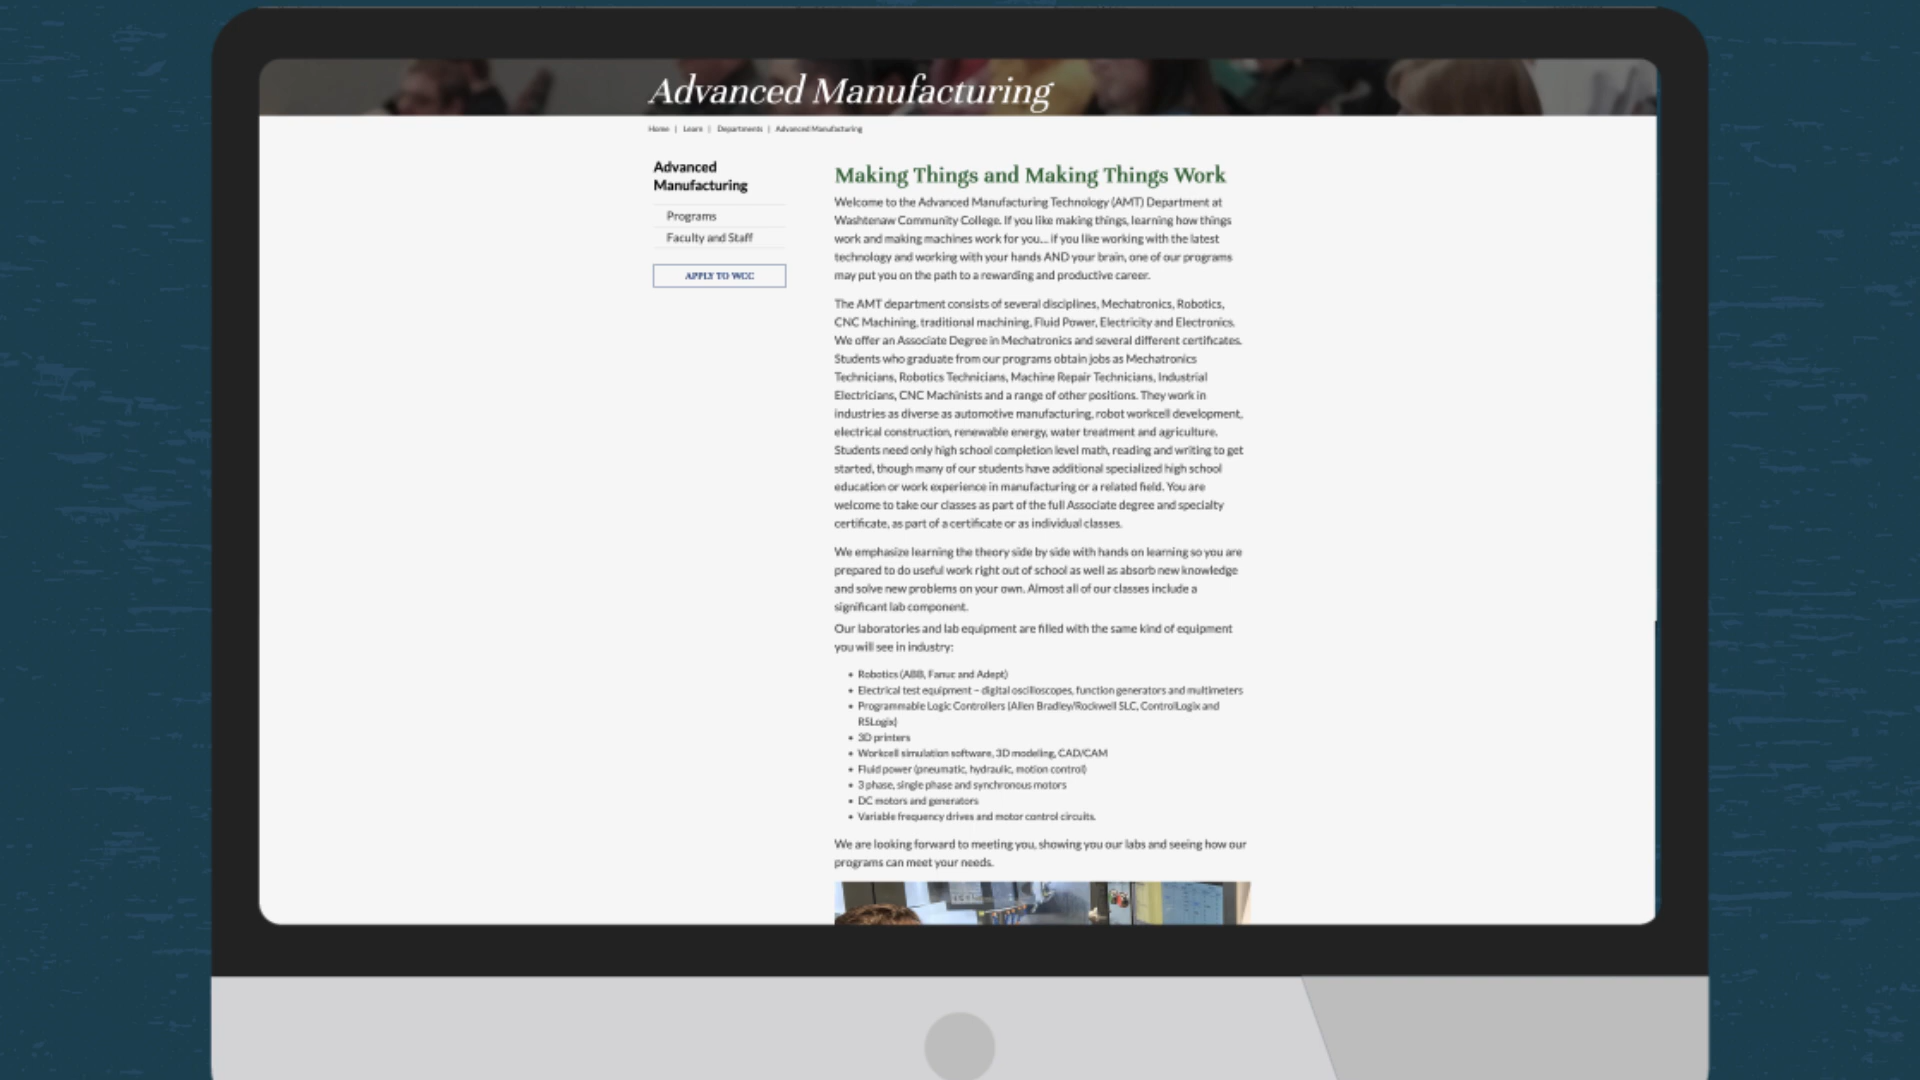 Advanced Manufacturing
Home | Learn | Departments | Advanced Manufacturing
Advanced
Manufacturing
Programs
Faculty and Staff
APPLY TO WCC
Making Things and Making Things Work
Welcome to the Advanced Manufacturing Technology (AMT) Department at
Washtenaw Community College. If you like making things, learning how things
work and making machines work for you... if you like working with the latest
technology and working with your hands AND your brain, one of our programs
may put you on the path to a rewarding and productive career.
The AMT department consists of several disciplines, Mechatronics, Robotics,
CNC Machining, traditional machining, Fluid Power, Electricity and Electronics.
We offer an Associate Degree in Mechatronics and several different certificates.
Students who graduate from our programs obtain jobs as Mechatronics
Technicians, Robotics Technicians, Machine Repair Technicians, Industrial
Electricians, CNC Machinists and a range of other positions. They work in
industries as diverse as automotive manufacturing, robot workcell development,
electrical construction, renewable energy, water treatment and agriculture.
Students need only high school completion level math, reading and writing to get
started, though many of our students have additional specialized high school
education or work experience in manufacturing or a related field. You are
welcome to take our classes as part of the full Associate degree and specialty
certificate, as part of a certificate or as individual classes.
We emphasize learning the theory side by side with hands on learning so you are
prepared to do useful work right out of school as well as absorb new knowledge
and solve new problems on your own. Almost all of our classes include a
significant lab component.
Our laboratories and lab equipment are filled with the same kind of equipment
you will see in industry:
• Robotics (ABB, Fanuc and Adept)
• Electrical test equipment – digital oscilloscopes, function generators and multimeters
• Programmable Logic Controllers (Allen Bradley/Rockwell SLC, ControlLogix and
RSLogix)
• 3D printers
• Workcell simulation software, 3D modeling, CAD/CAM
• Fluid power (pneumatic, hydraulic, motion control)
• 3 phase, single phase and synchronous motors
• DC motors and generators
• Variable frequency drives and motor control circuits.
We are looking forward to meeting you, showing you our labs and seeing how our
programs can meet your needs.